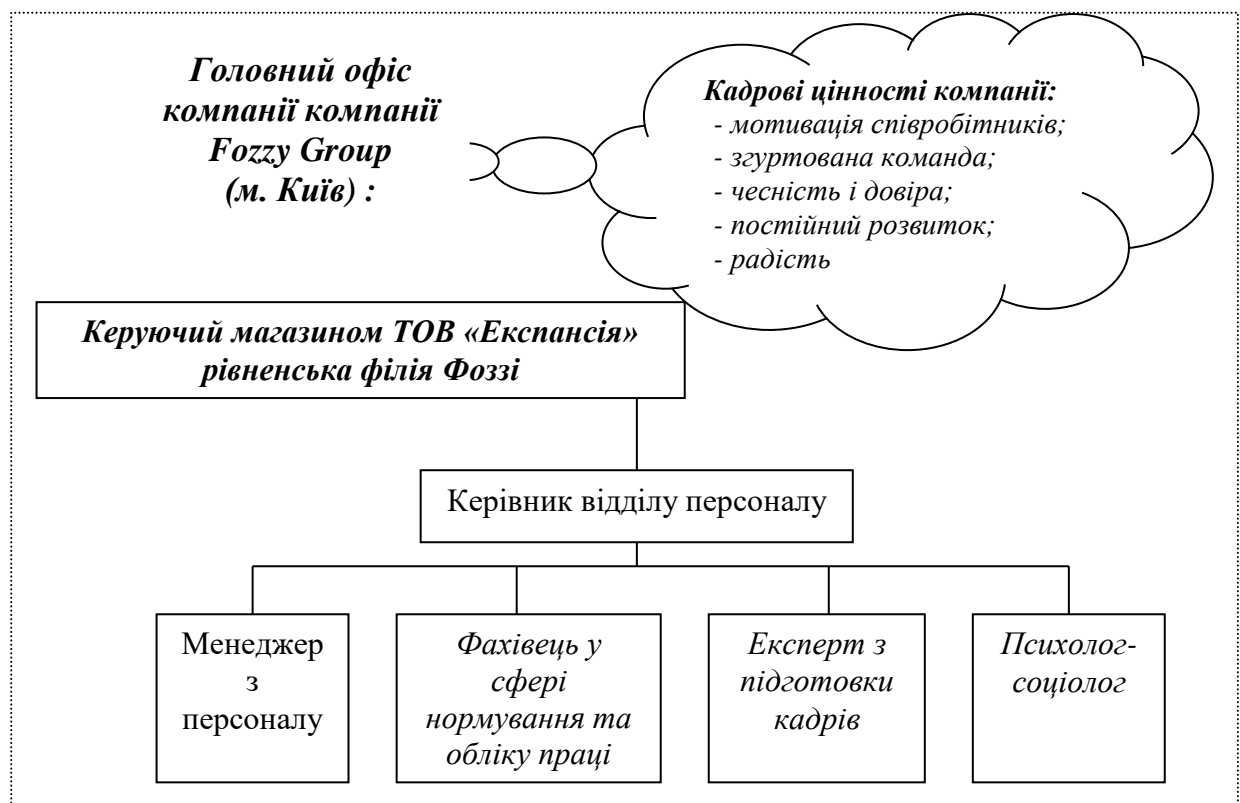 Головний офіс
компанії компанії
Fozzy Group
(м. Київ) :
Кадрові цінності компанії:
- мотивація співробітників;
- згуртована команда;
- чесність і довіра;
- постійний розвиток;
- радість
Керуючий магазином ТОВ «Експансія»
рівненська філія Фоззі
Керівник відділу персоналу
Менеджер
з
персоналу
Фахівець у
сфері
нормування та
обліку праці
Експерт з
підготовки
кадрів
Психолог-
соціолог